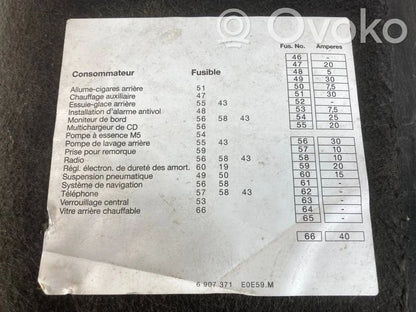 Ovoko
Consommateur Fusible
Allume-cigares arrière 51
Chauffage auxiliaire 47
Essuie-glace arrière 55 43
Installation d'alarme antivol 48
Moniteur de bord 56 58 43
Multichargeur de CD 56
Pompe à essence M5 54
Pompe de lavage arrière 55 43
Prise pour remorque 59
Radio 56 58 43
Régl. électron. de dureté des amort. 60 19
Suspension pneumatique 49 50
Système de navigation 56 58
Téléphone 57 58 43
Verrouillage central 53
Vitre arrière chauffable 66
Fus. No. Ampères
46 -
47 20
48 5
49 30
50 7,5
51 30
52 -
53 7,5
54 25
55 20
56 30
57 10
58 10
59 20
60 15
61 -
62 -
63 -
64 -
65 -
66 40
6 907 371 E0E59.M